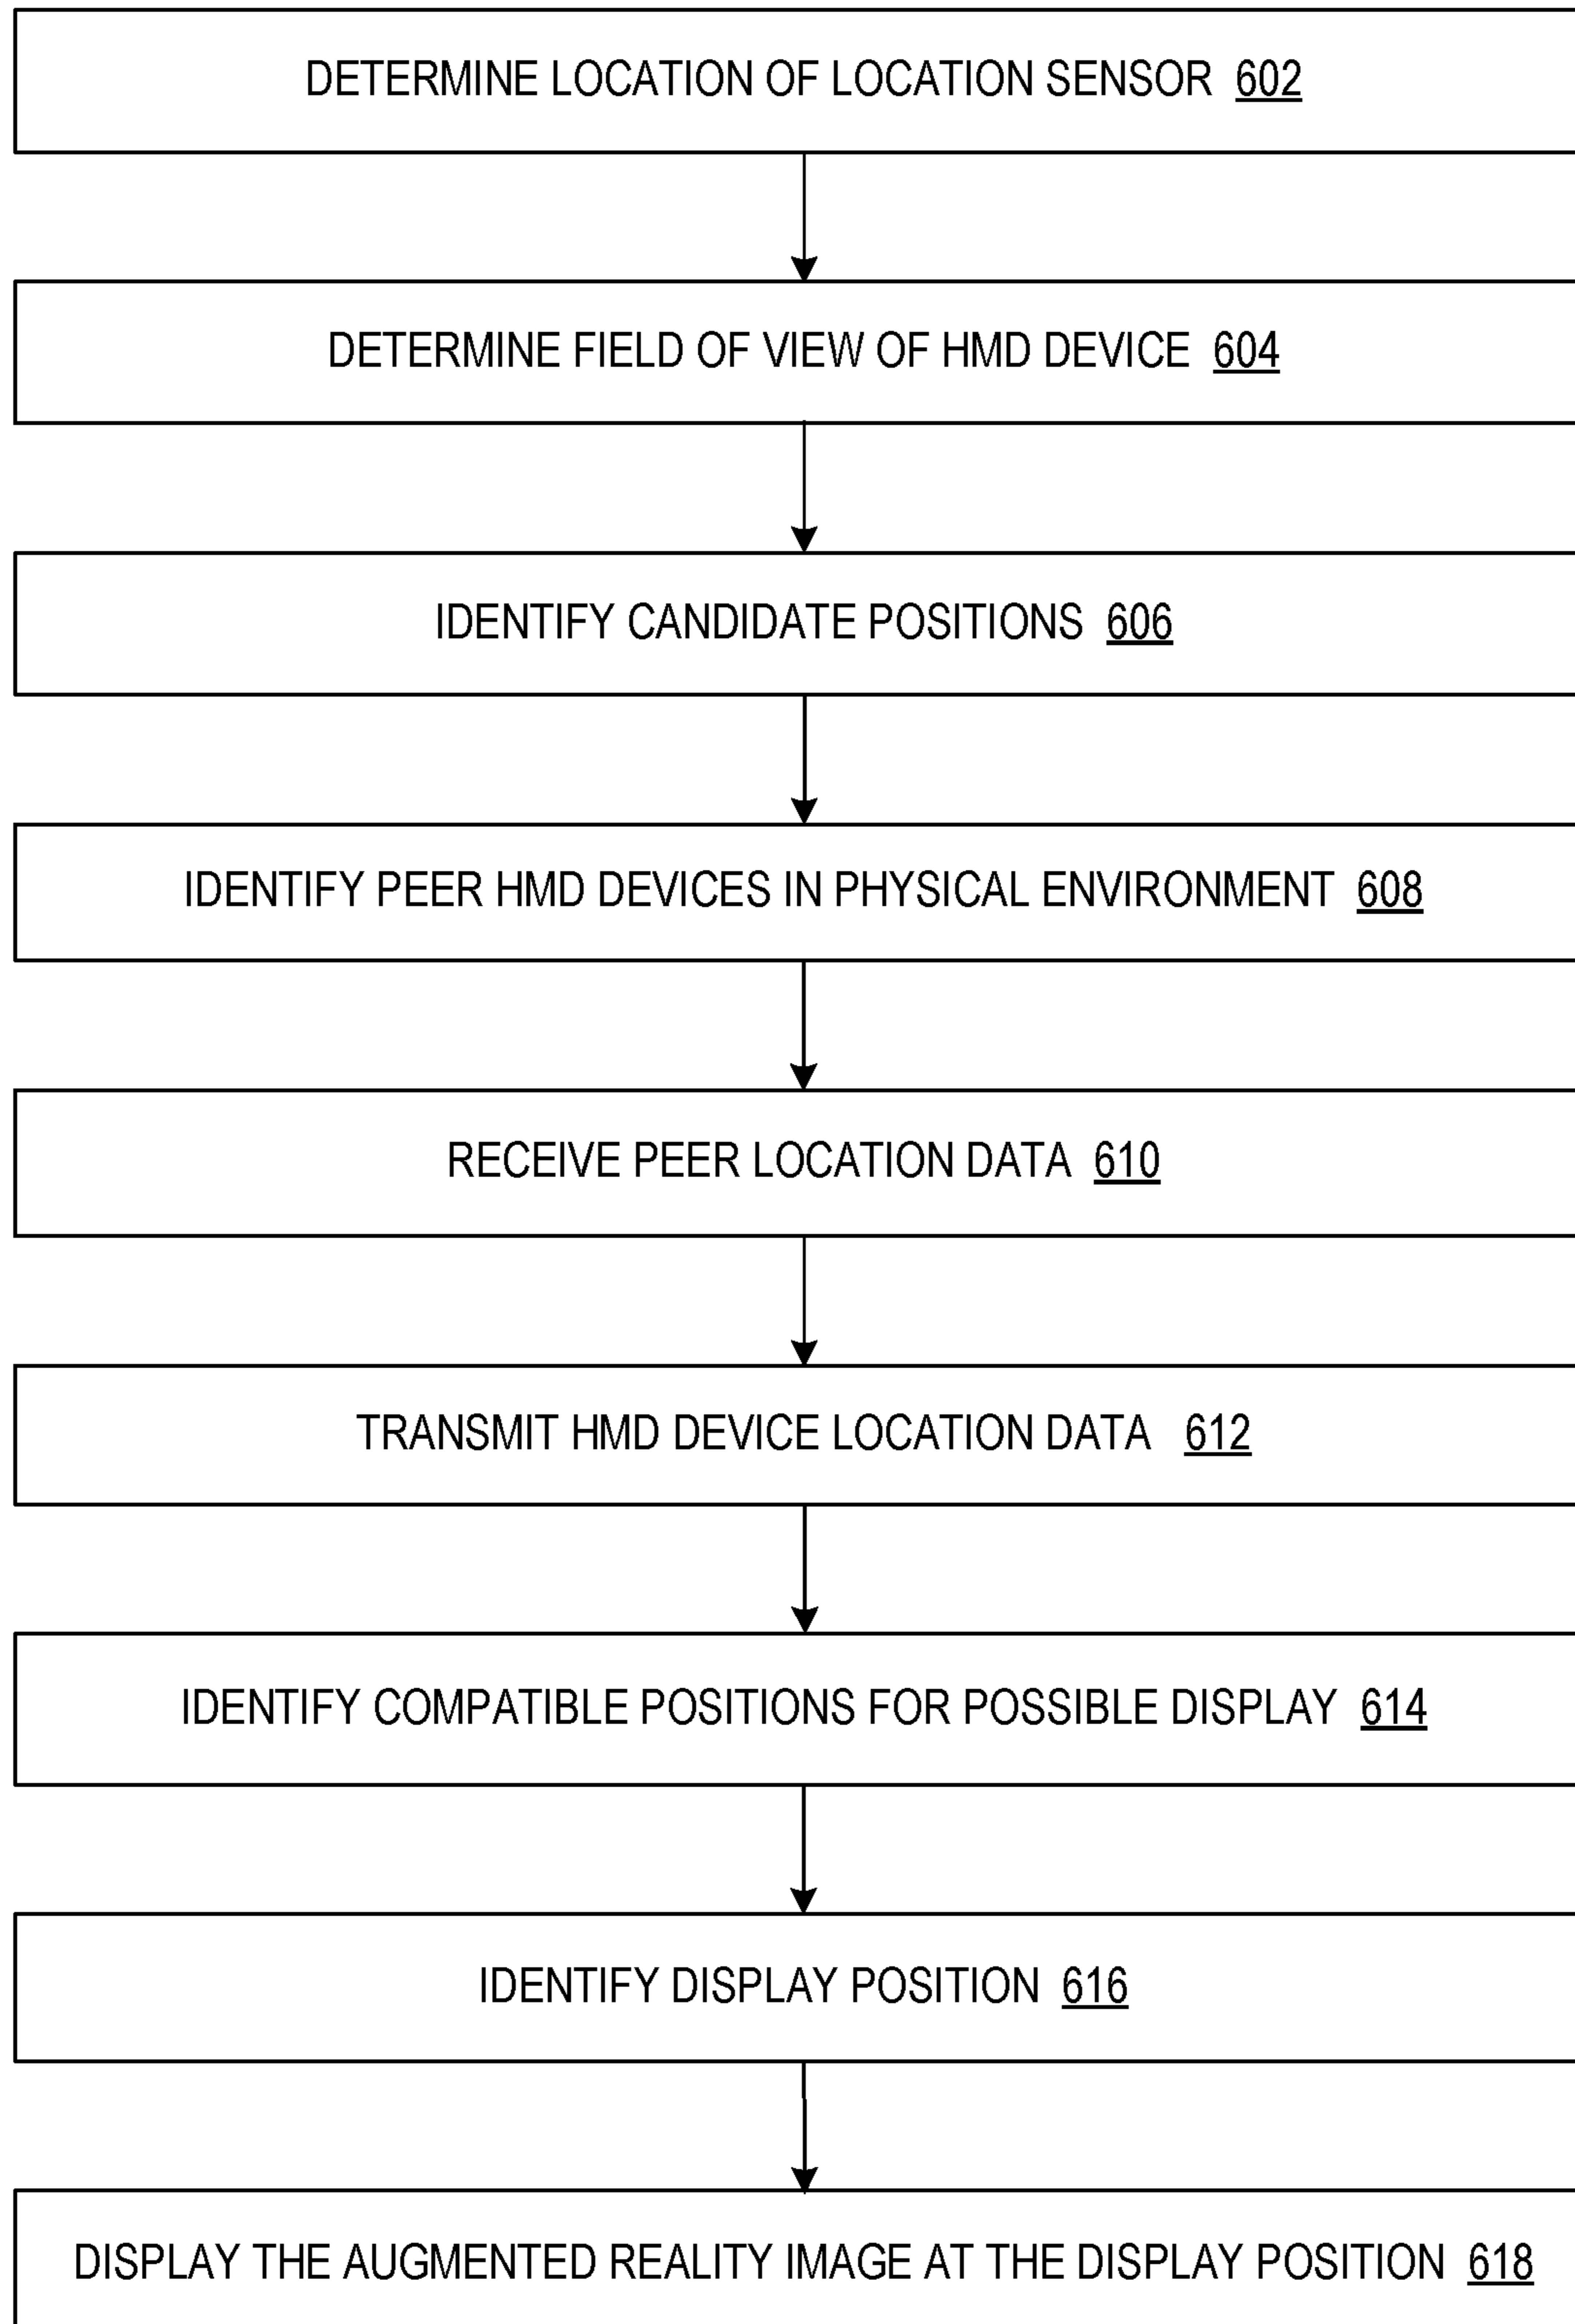 DETERMINE LOCATION OF LOCATION SENSOR 602
DETERMINE FIELD OF VIEW OF HMD DEVICE 604
IDENTIFY CANDIDATE POSITIONS 606
IDENTIFY PEER HMD DEVICES IN PHYSICAL ENVIRONMENT 608
RECEIVE PEER LOCATION DATA 610
TRANSMIT HMD DEVICE LOCATION DATA 612
IDENTIFY COMPATIBLE POSITIONS FOR POSSIBLE DISPLAY 614
IDENTIFY DISPLAY POSITION 616
DISPLAY THE AUGMENTED REALITY IMAGE AT THE DISPLAY POSITION 618